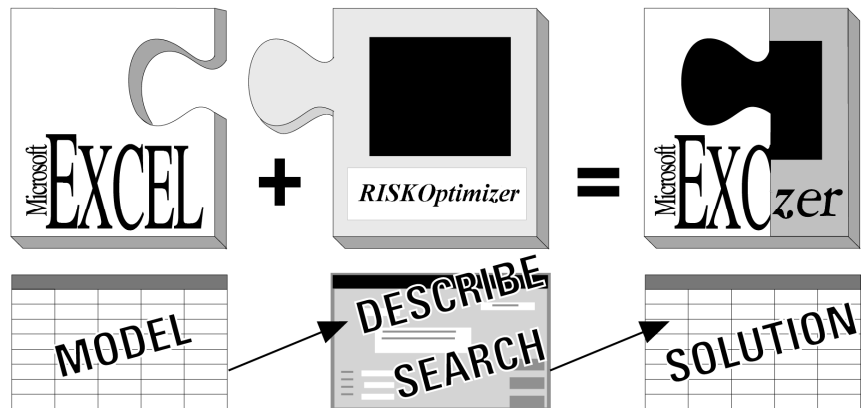 Microsoft
EXCEL
+
RISKOptimizer
=
Microsoft
EXCzer
MODEL
DESCRIBE
SEARCH
SOLUTION